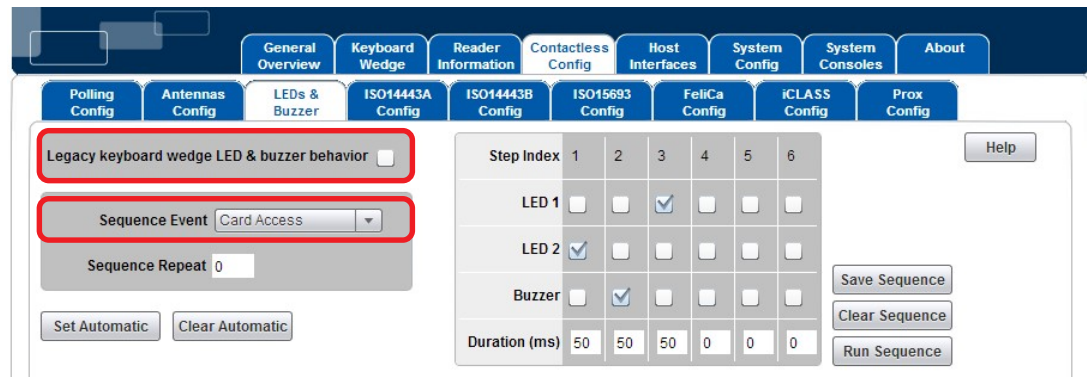 General Overview
Keyboard Wedge
Reader Information
Contactless Config
Host Interfaces
System Config
System Consoles
About
Polling Config
Antennas Config
LEDs & Buzzer
ISO14443A Config
ISO14443B Config
ISO15693 Config
FeliCa Config
iCLASS Config
Prox Config
Legacy keyboard wedge LED & buzzer behavior
Sequence Event Card Access
Sequence Repeat 0
Set Automatic Clear Automatic
Step Index 1 2 3 4 5 6
LED 1
LED 2
Buzzer
Duration (ms) 50 50 50 0 0 0
Help
Save Sequence
Clear Sequence
Run Sequence